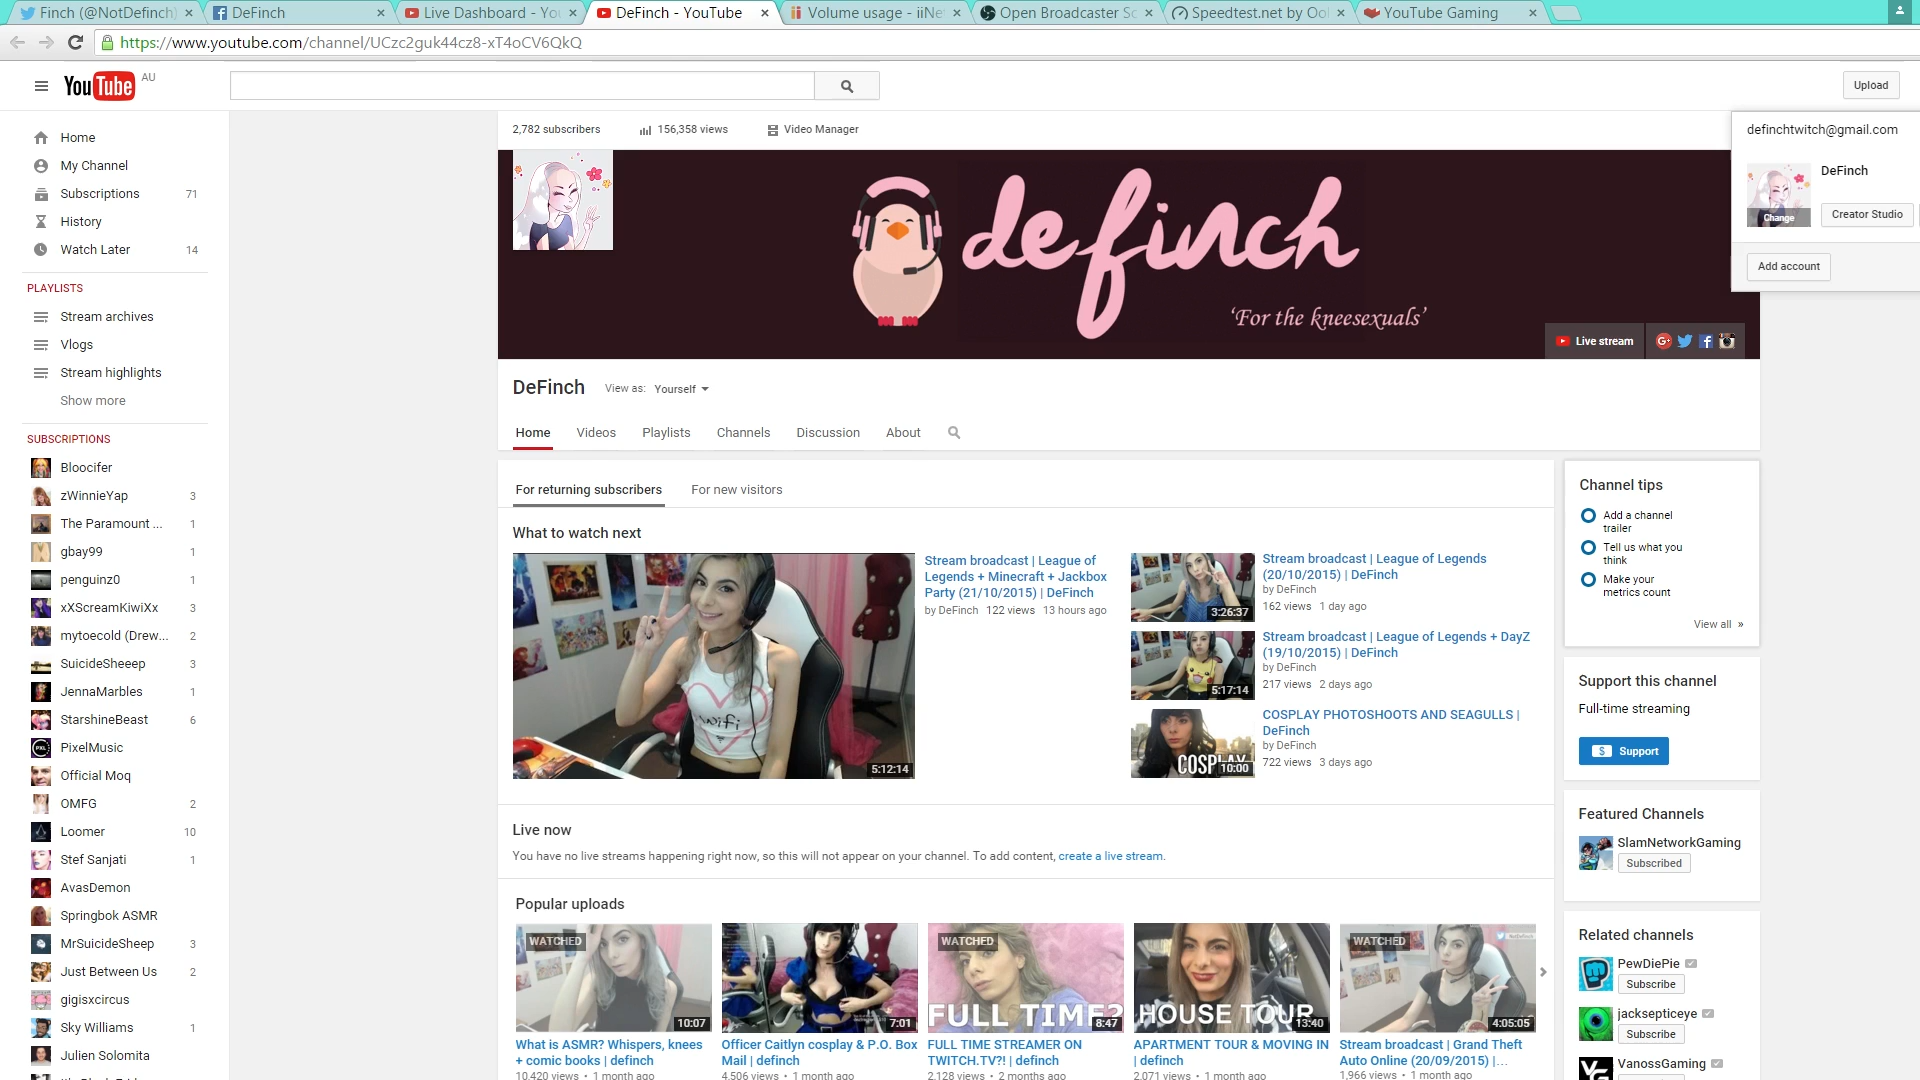 Finch (@NotDefinch)
DeFinch
Live Dashboard - You
DeFinch - YouTube
Volume usage - iiNe
Open Broadcaster So
Speedtest.net by Ool
YouTube Gaming
https://www.youtube.com/channel/UCzc2guk44cz8-xT4oCV6QkQ
YouTube AU
Upload
Home
My Channel
Subscriptions 71
History
Watch Later 14
PLAYLISTS
Stream archives
Vlogs
Stream highlights
Show more
SUBSCRIPTIONS
Bloocifer
zWinnieYap 3
The Paramount ... 1
gbay99 1
penguinz0 1
xXScreamKiwiXx 3
mytoecold (Drew... 2
SuicideSheeep 3
JennaMarbles 1
StarshineBeast 6
PXL
PixelMusic
Official Moq
OMFG 2
Loomer 10
Stef Sanjati 1
AvasDemon
Springbok ASMR
MrSuicideSheep 3
Just Between Us 2
gigisxcircus
Sky Williams 1
Julien Solomita
2,782 subscribers 156,358 views Video Manager
definch
'For the kneesexuals'
Live stream
definchtwitch@gmail.com
DeFinch
Change
Creator Studio
Add account
DeFinch View as: Yourself
Home Videos Playlists Channels Discussion About
For returning subscribers For new visitors
What to watch next
wifi
5:12:14
Stream broadcast | League of
Legends + Minecraft + Jackbox
Party (21/10/2015) | DeFinch
by DeFinch 122 views 13 hours ago
3:26:37
Stream broadcast | League of Legends
(20/10/2015) | DeFinch
by DeFinch
162 views 1 day ago
5:17:14
Stream broadcast | League of Legends + DayZ
(19/10/2015) | DeFinch
by DeFinch
217 views 2 days ago
COSPLAY
10:00
COSPLAY PHOTOSHOOTS AND SEAGULLS |
DeFinch
by DeFinch
722 views 3 days ago
Live now
You have no live streams happening right now, so this will not appear on your channel. To add content, create a live stream.
Popular uploads
WATCHED
10:07
What is ASMR? Whispers, knees
+ comic books | definch
10,420 views • 1 month ago
7:01
Officer Caitlyn cosplay & P.O. Box
Mail | definch
4,506 views • 1 month ago
WATCHED
FULL TIME?
8:47
FULL TIME STREAMER ON
TWITCH.TV?! | definch
2,128 views • 2 months ago
HOUSE TOUR
13:40
APARTMENT TOUR & MOVING IN
| definch
2,071 views • 1 month ago
WATCHED
4:05:05
Stream broadcast | Grand Theft
Auto Online (20/09/2015) |...
1,966 views • 1 month ago
Channel tips
Add a channel
trailer
Tell us what you
think
Make your
metrics count
View all »
Support this channel
Full-time streaming
$ Support
Featured Channels
SlamNetworkGaming
Subscribed
Related channels
PewDiePie
Subscribe
jacksepticeye
Subscribe
VanossGaming